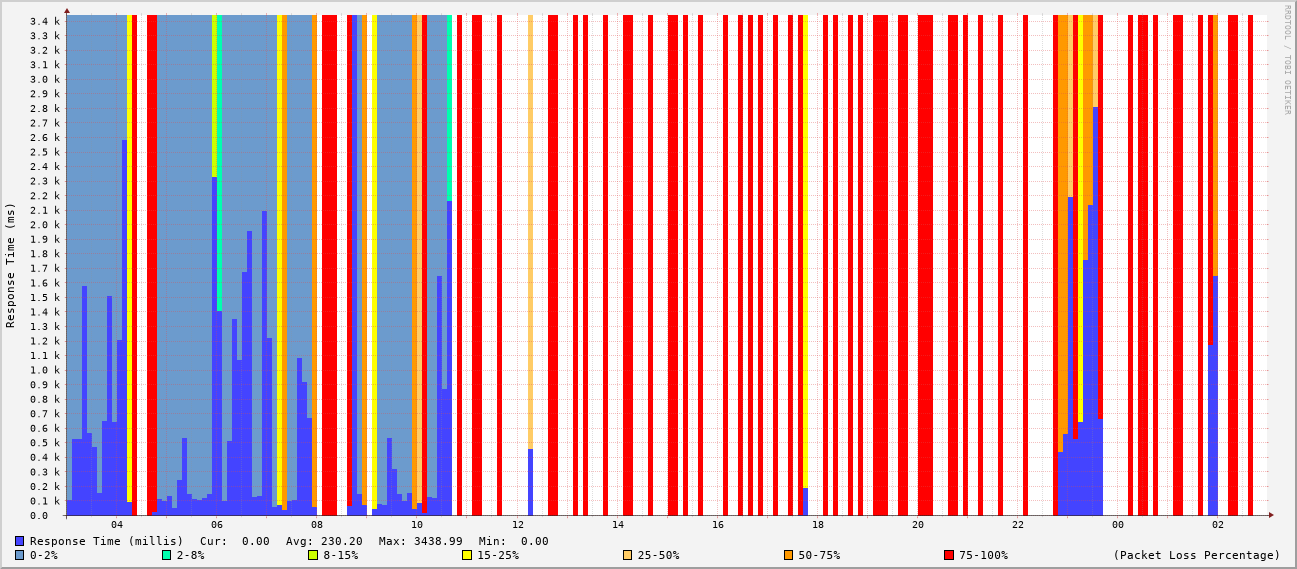 3.4 k
3.3 k
3.2 k
3.1 k
3.0 k
2.9 k
2.8 k
2.7 k
2.6 k
2.5 k
2.4 k
2.3 k
2.2 k
2.1 k
2.0 k
1.9 k
1.8 k
1.7 k
1.6 k
1.5 k
1.4 k
1.3 k
1.2 k
1.1 k
1.0 k
0.9 k
0.8 k
0.7 k
0.6 k
0.5 k
0.4 k
0.3 k
0.2 k
0.1 k
0.0
Response Time (ms)
RRDTOOL / TOBI OETIKER
04 06 08 10 12 14 16 18 20 22 00 02
Response Time (millis) Cur: 0.00 Avg: 230.20 Max: 3438.99 Min: 0.00
0-2% 2-8% 8-15% 15-25% 25-50% 50-75% 75-100% (Packet Loss Percentage)